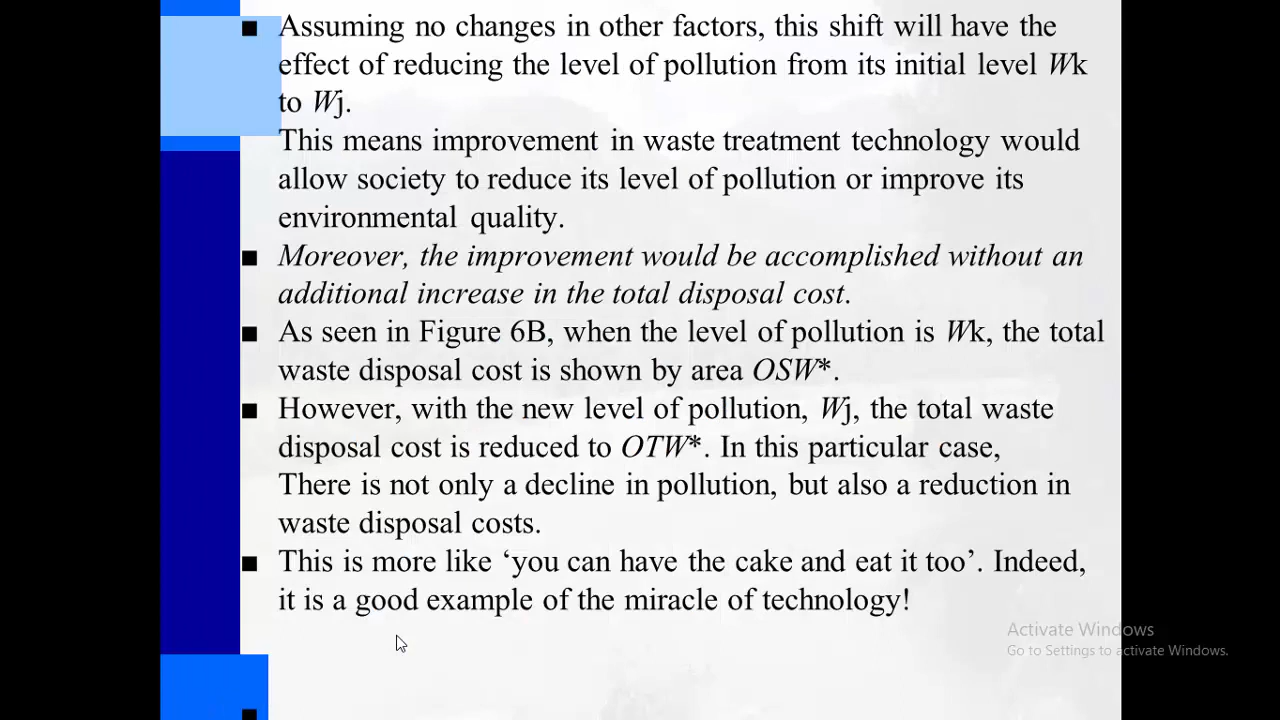 ■ Assuming no changes in other factors, this shift will have the
effect of reducing the level of pollution from its initial level Wk
to Wj.
This means improvement in waste treatment technology would
allow society to reduce its level of pollution or improve its
environmental quality.
■ Moreover, the improvement would be accomplished without an
additional increase in the total disposal cost.
■ As seen in Figure 6B, when the level of pollution is Wk, the total
waste disposal cost is shown by area OSW*.
■ However, with the new level of pollution, Wj, the total waste
disposal cost is reduced to OTW*. In this particular case,
There is not only a decline in pollution, but also a reduction in
waste disposal costs.
■ This is more like ‘you can have the cake and eat it too’. Indeed,
it is a good example of the miracle of technology!
Activate Windows
Go to Settings to activate Windows.